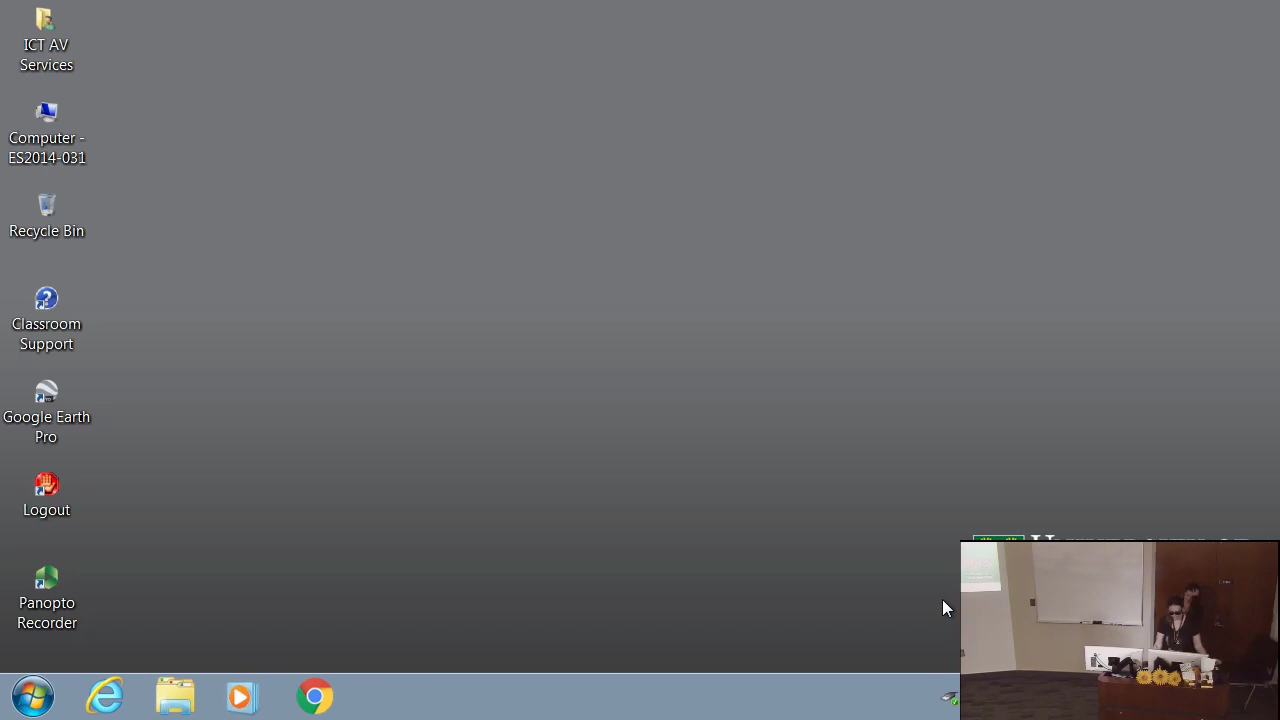 ICT AV
Services
Computer -
ES2014-031
Recycle Bin
Classroom
Support
Google Earth
Pro
Logout
Panopto
Recorder